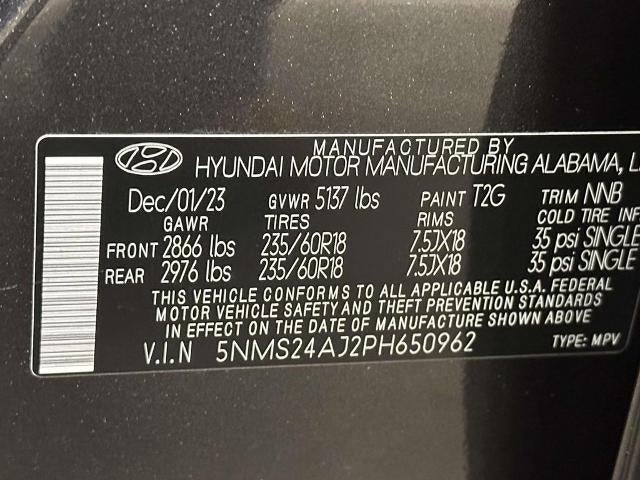 MANUFACTURED BY
HYUNDAI MOTOR MANUFACTURING ALABAMA,
Dec/01/23 GVWR 5137 lbs PAINT T2G TRIM NNB
GAWR TIRES RIMS COLD TIRE
FRONT 2866 lbs 235/60R18 7.5JX18 35 psi SINGLE
REAR 2976 lbs 235/60R18 7.5JX18 35 psi SINGLE
THIS VEHICLE CONFORMS TO ALL APPLICABLE U.S.A. FEDERAL
MOTOR VEHICLE SAFETY AND THEFT PREVENTION STANDARDS
IN EFFECT ON THE DATE OF MANUFACTURE SHOWN ABOVE
V.I.N 5NMS24AJ2PH650962 TYPE: MPV